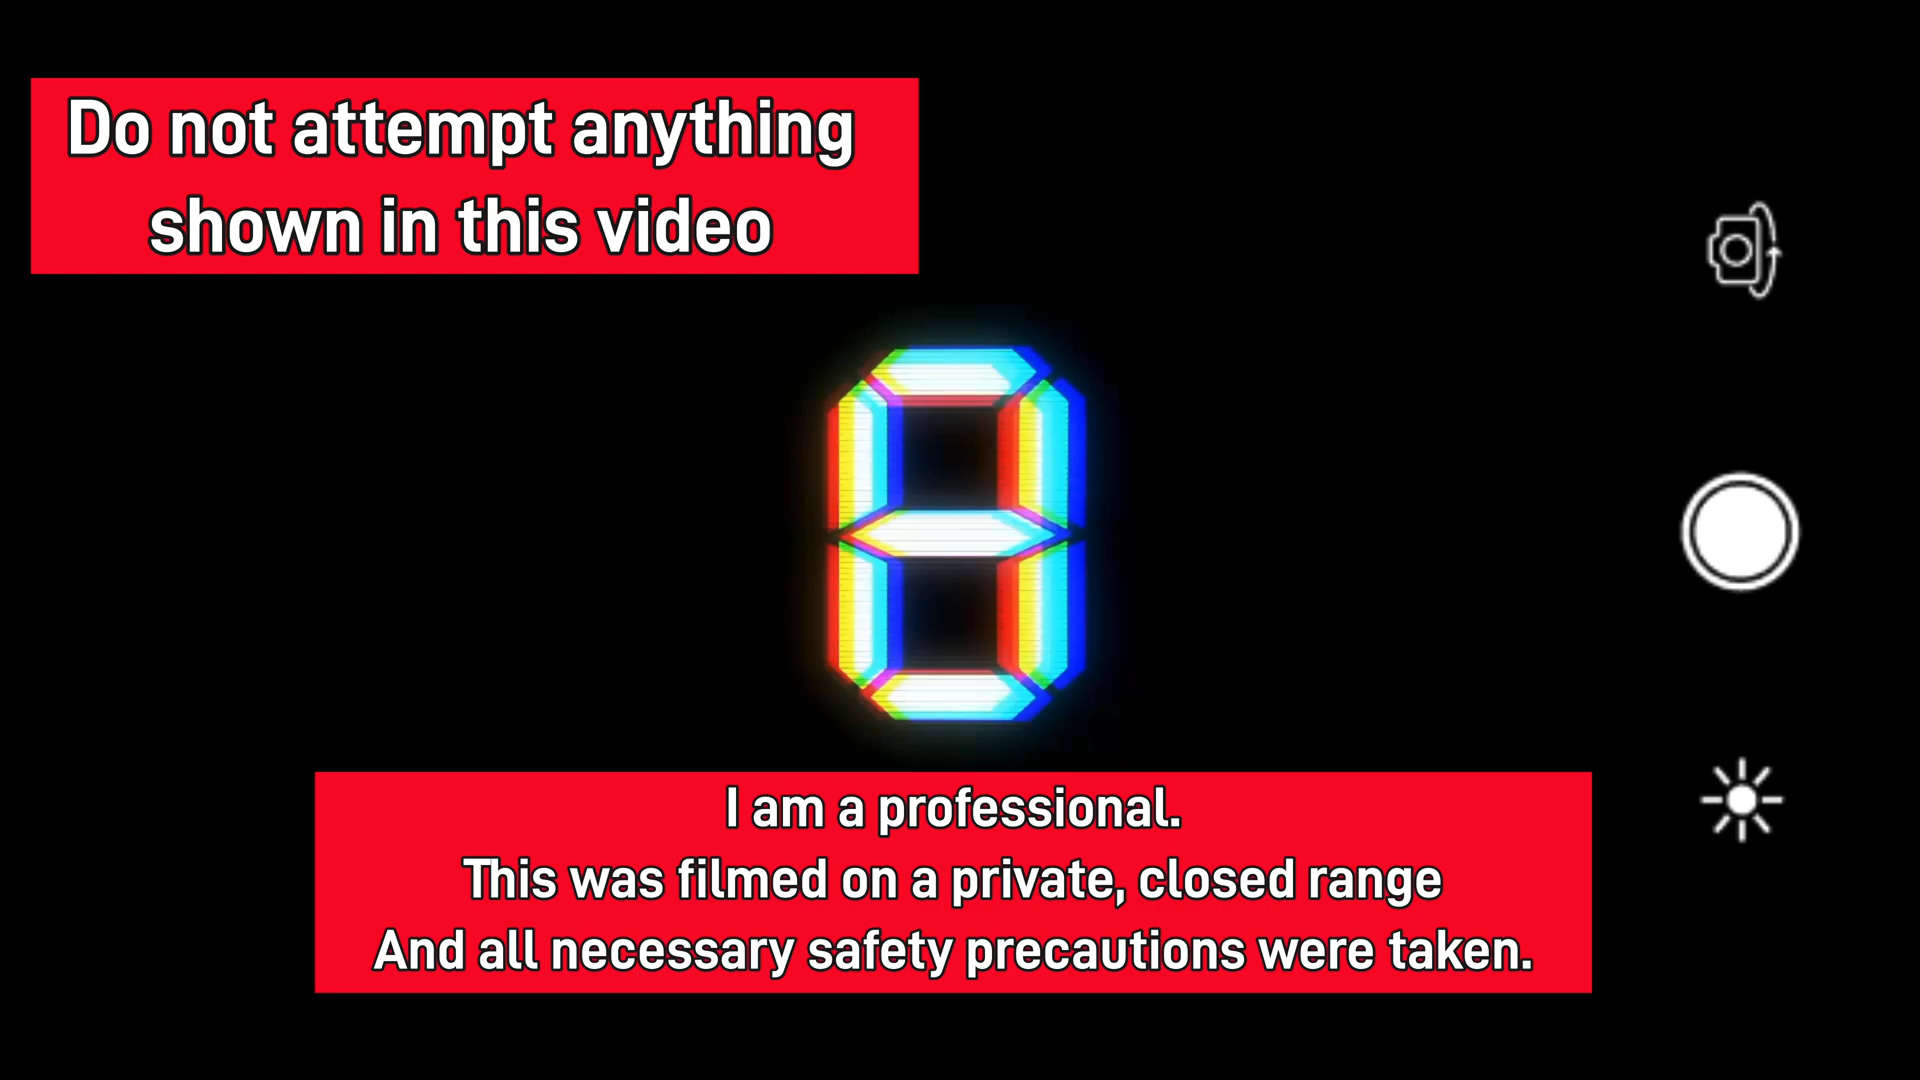 Do not attempt anything
shown in this video
8
I am a professional.
This was filmed on a private, closed range
And all necessary safety precautions were taken.